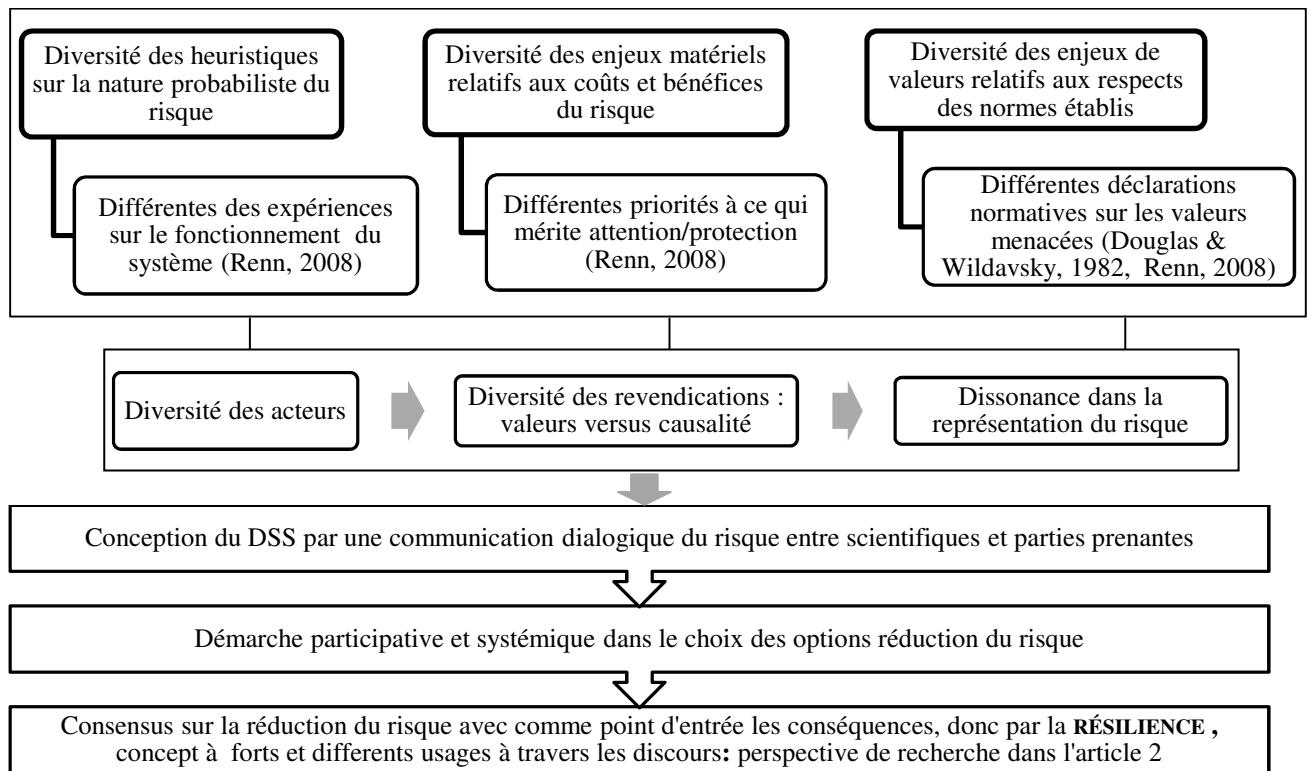 Diversité des heuristiques
sur la nature probabiliste du
risque
Différentes des expériences
sur le fonctionnement du
système (Renn, 2008)
Diversité des enjeux matériels
relatifs aux coûts et bénéfices
du risque
Différentes priorités à ce qui
mérite attention/protection
(Renn, 2008)
Diversité des enjeux de
valeurs relatifs aux respects
des normes établis
Différentes déclarations
normatives sur les valeurs
menacées (Douglas &
Wildavsky, 1982, Renn, 2008)
Diversité des acteurs
Diversité des revendications :
valeurs versus causalité
Dissonance dans la
représentation du risque
Conception du DSS par une communication dialogique du risque entre scientifiques et parties prenantes
Démarche participative et systémique dans le choix des options réduction du risque
Consensus sur la réduction du risque avec comme point d'entrée les conséquences, donc par la RÉSILIENCE ,
concept à forts et differents usages à travers les discours: perspective de recherche dans l'article 2